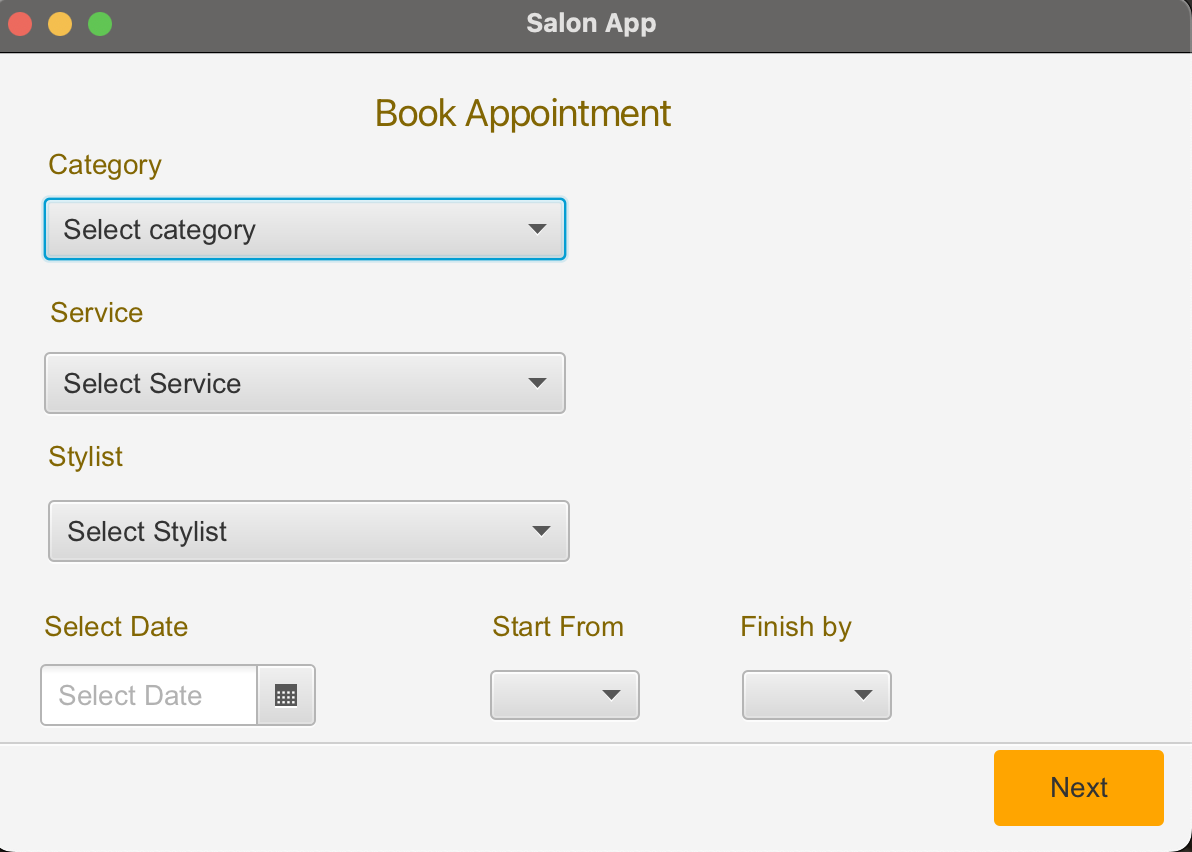 Salon App
Book Appointment
Category
Select category
Service
Select Service
Stylist
Select Stylist
Select Date Start From Finish by
Select Date
Next